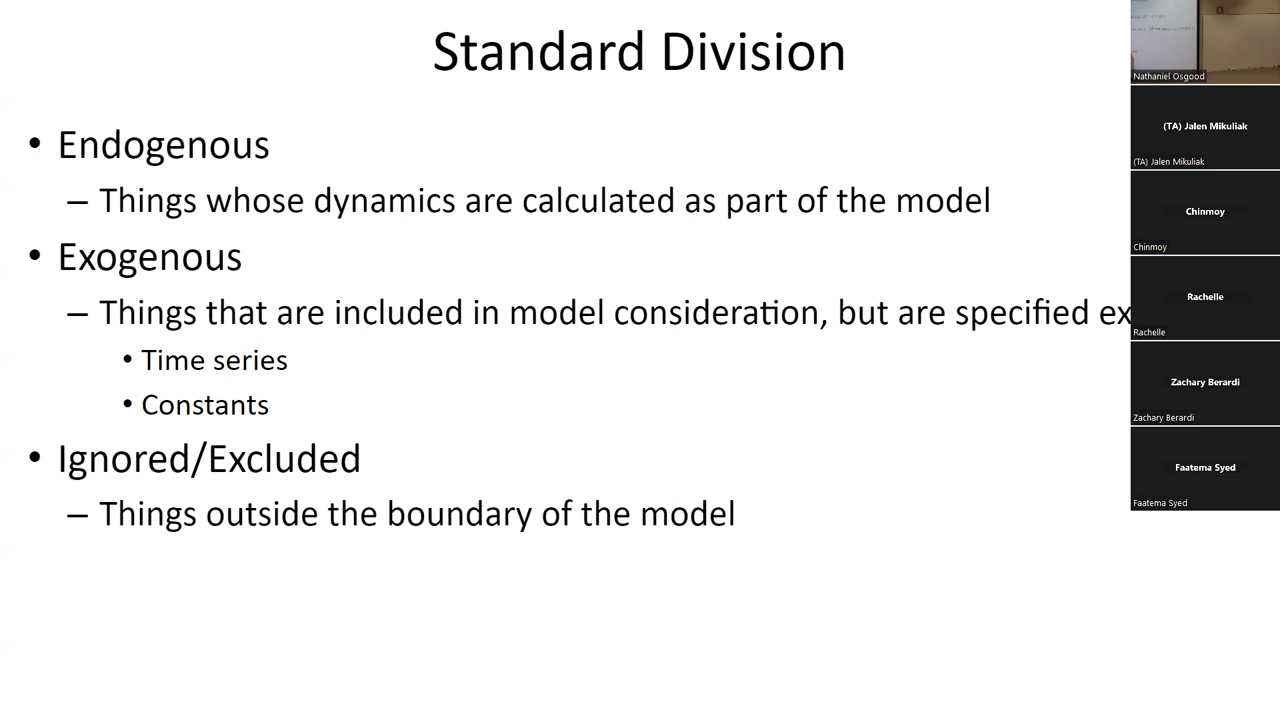 Standard Division
• Endogenous
– Things whose dynamics are calculated as part of the model
• Exogenous
– Things that are included in model consideration, but are specified ex
• Time series
• Constants
• Ignored/Excluded
– Things outside the boundary of the model
Nathaniel Osgood
(TA) Jalen Mikuliak
(TA) Jalen Mikuliak
Chinmoy
Chinmoy
Rachelle
Rachelle
Zachary Berardi
Zachary Berardi
Faatema Syed
Faatema Syed